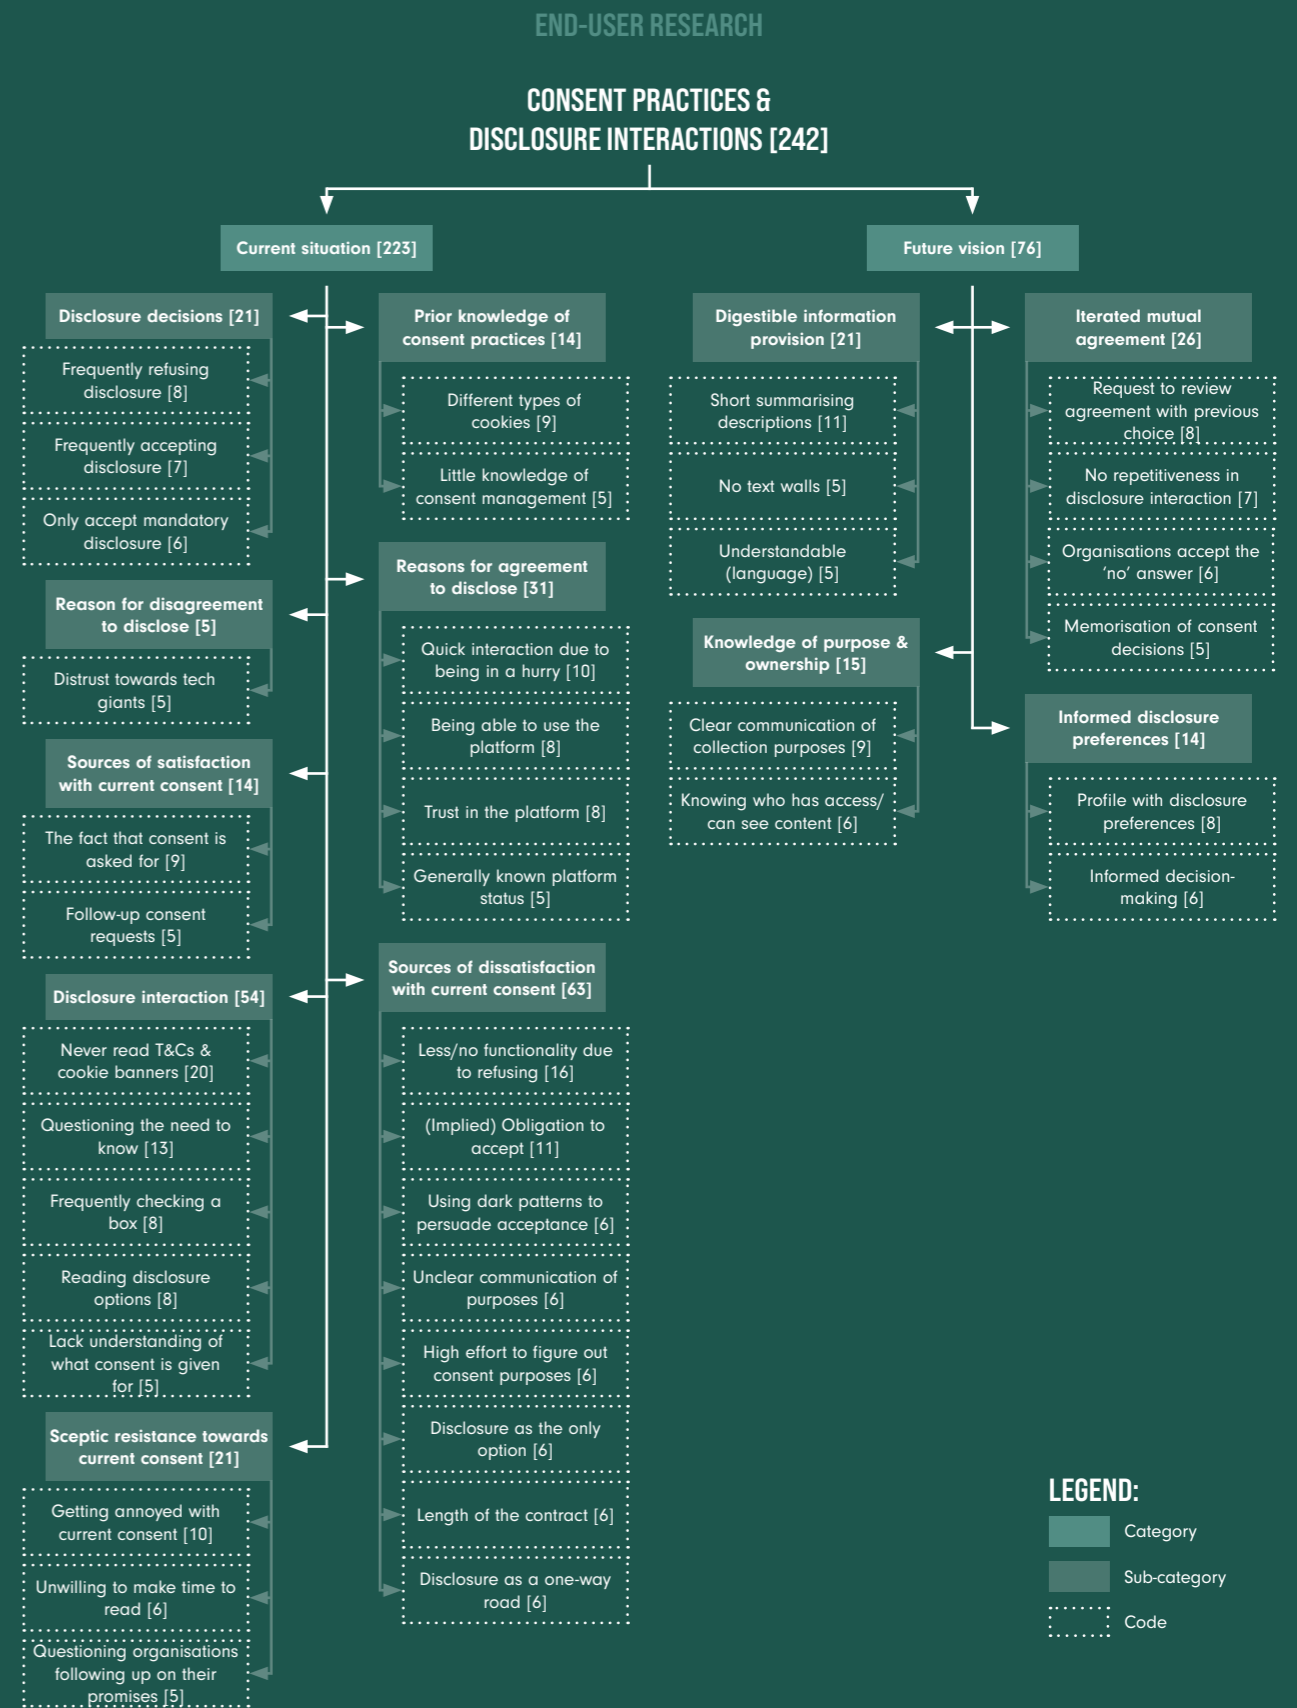 END-USER RESEARCH
CONSENT PRACTICES &
DISCLOSURE INTERACTIONS [242]
Current situation [223]
Disclosure decisions [21]
Frequently refusing
disclosure [8]
Frequently accepting
disclosure [7]
Only accept mandatory
disclosure [6]
Reason for disagreement
to disclose [5]
Distrust towards tech
giants [5]
Sources of satisfaction
with current consent [14]
The fact that consent is
asked for [9]
Follow-up consent
requests [5]
Disclosure interaction [54]
Never read T&Cs &
cookie banners [20]
Questioning the need to
know [13]
Frequently checking a
box [8]
Reading disclosure
options [8]
Lack understanding of
what consent is given
for [5]
Sceptic resistance towards
current consent [21]
Getting annoyed with
current consent [10]
Unwilling to make time to
read [6]
Questioning organisations
following up on their
promises [5]
Prior knowledge of
consent practices [14]
Different types of
cookies [9]
Little knowledge of
consent management [5]
Reasons for agreement
to disclose [31]
Quick interaction due to
being in a hurry [10]
Being able to use the
platform [8]
Trust in the platform [8]
Generally known platform
status [5]
Sources of dissatisfaction
with current consent [63]
Less/no functionality due
to refusing [16]
(Implied) Obligation to
accept [11]
Using dark patterns to
persuade acceptance [6]
Unclear communication of
purposes [6]
High effort to figure out
consent purposes [6]
Disclosure as the only
option [6]
Length of the contract [6]
Disclosure as a one-way
road [6]
Future vision [76]
Digestible information
provision [21]
Short summarising
descriptions [11]
No text walls [5]
Understandable
(language) [5]
Knowledge of purpose &
ownership [15]
Clear communication of
collection purposes [9]
Knowing who has access/
can see content [6]
Iterated mutual
agreement [26]
Request to review
agreement with previous
choice [8]
No repetitiveness in
disclosure interaction [7]
Organisations accept the
‘no’ answer [6]
Memorisation of consent
decisions [5]
Informed disclosure
preferences [14]
Profile with disclosure
preferences [8]
Informed decision-
making [6]
LEGEND:
Category
Sub-category
Code